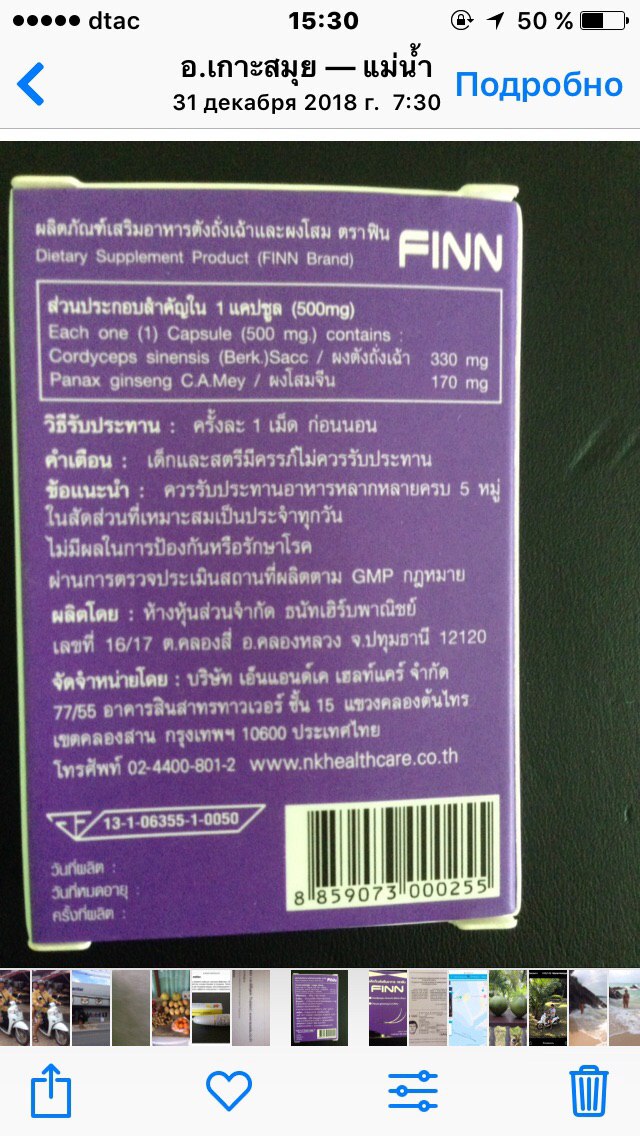 dtac 15:30 50 %
อ.เกาะสมุย — แม่น้ำ
31 декабря 2018 г. 7:30
Подробно
ผลิตภัณฑ์เสริมอาหารตังถั่งเฉ้าและผงโสม ตราฟิน
FINN
Dietary Supplement Product (FINN Brand)
ส่วนประกอบสำคัญใน 1 แคปซูล (500mg)
Each one (1) Capsule (500 mg.) contains :
Cordyceps sinensis (Berk.)Sacc / ผงตังถั่งเฉ้า 330 mg
Panax ginseng C.A.Mey / ผงโสมจีน 170 mg
วิธีรับประทาน : ครั้งละ 1 เม็ด ก่อนนอน
คำเตือน : เด็กและสตรีมีครรภ์ไม่ควรรับประทาน
ข้อแนะนำ : ควรรับประทานอาหารหลากหลายครบ 5 หมู่
ในสัดส่วนที่เหมาะสมเป็นประจำทุกวัน
ไม่มีผลในการป้องกันหรือรักษาโรค
ผ่านการตรวจประเมินสถานที่ผลิตตาม GMP กฎหมาย
ผลิตโดย : ห้างหุ้นส่วนจำกัด ธนัทเฮิร์บพาณิชย์
เลขที่ 16/17 ต.คลองสี่ อ.คลองหลวง จ.ปทุมธานี 12120
จัดจำหน่ายโดย : บริษัท เอ็นแอนด์เค เฮลท์แคร์ จำกัด
77/55 อาคารสินสาทรทาวเวอร์ ชั้น 15 แขวงคลองต้นไทร
เขตคลองสาน กรุงเทพฯ 10600 ประเทศไทย
โทรศัพท์ 02-4400-801-2 www.nkhealthcare.co.th
13-1-06355-1-0050
วันที่ผลิต :
วันที่หมดอายุ :
ครั้งที่ผลิต :
8 859073 000255
FINN